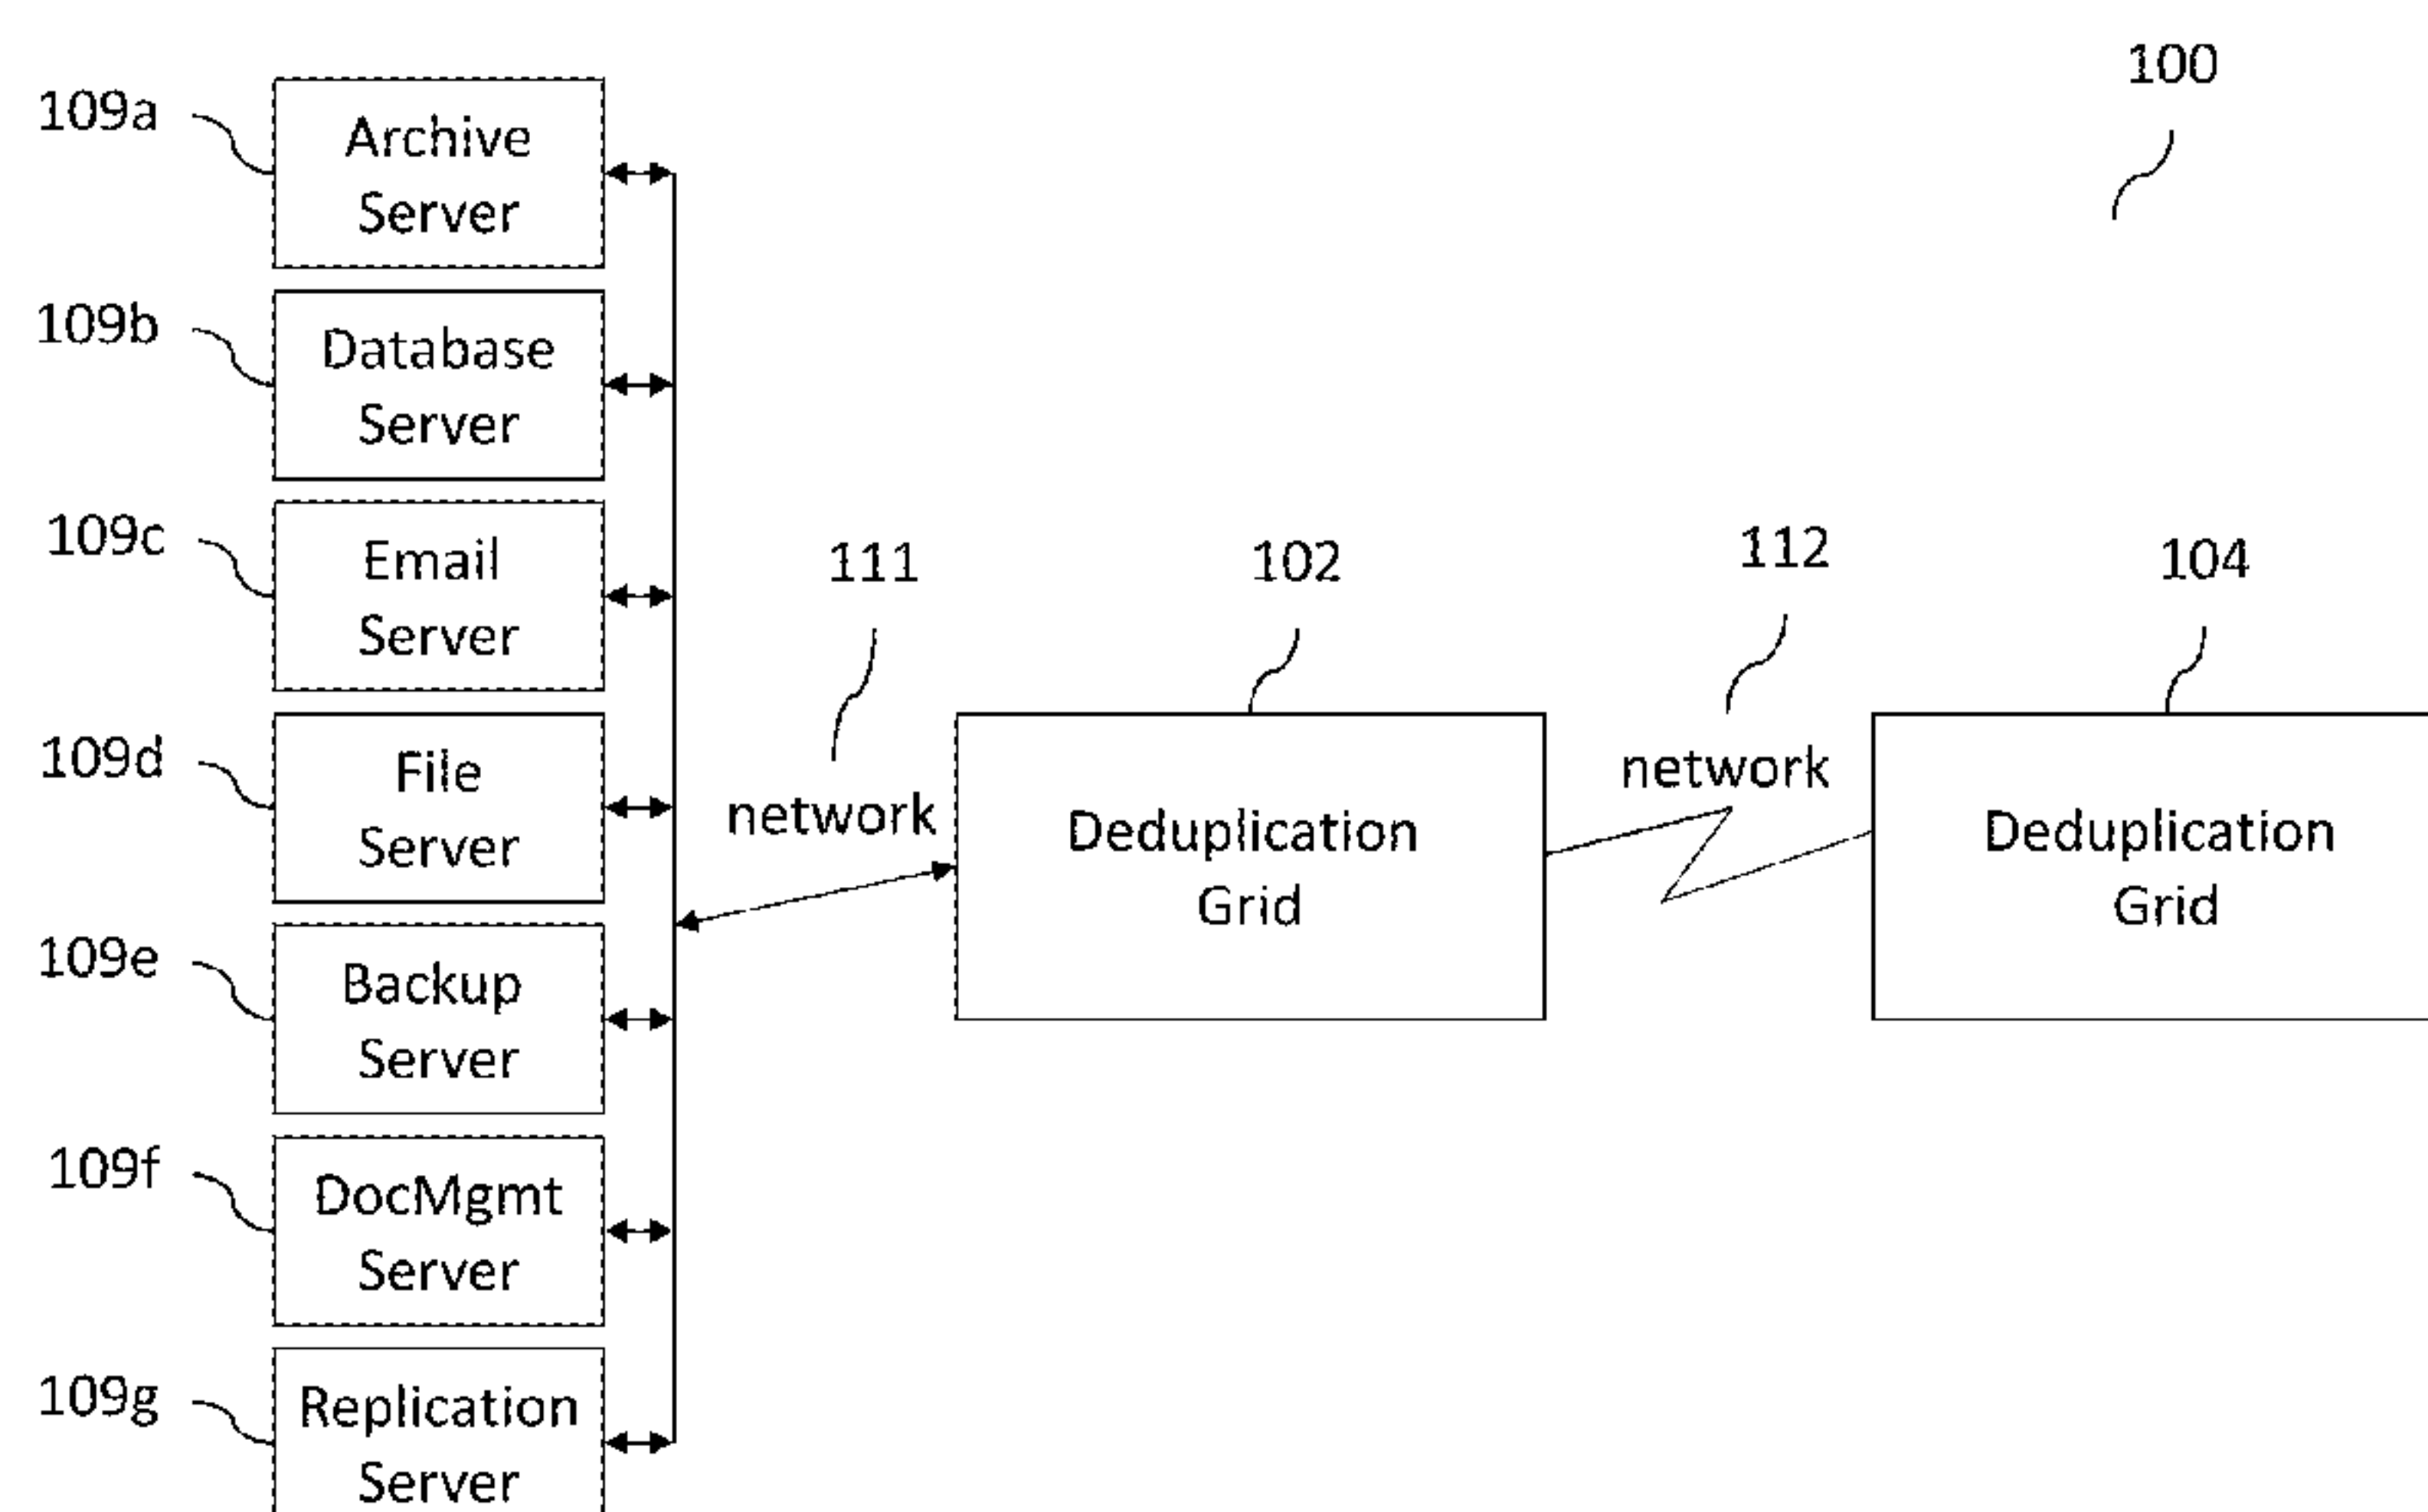 100
109a
Archive
Server
109b
Database
Server
109c
Email
Server
111
102
112
104
109d
File
Server
network
Deduplication
Grid
network
Deduplication
Grid
109e
Backup
Server
109f
DocMgmt
Server
109g
Replication
Server